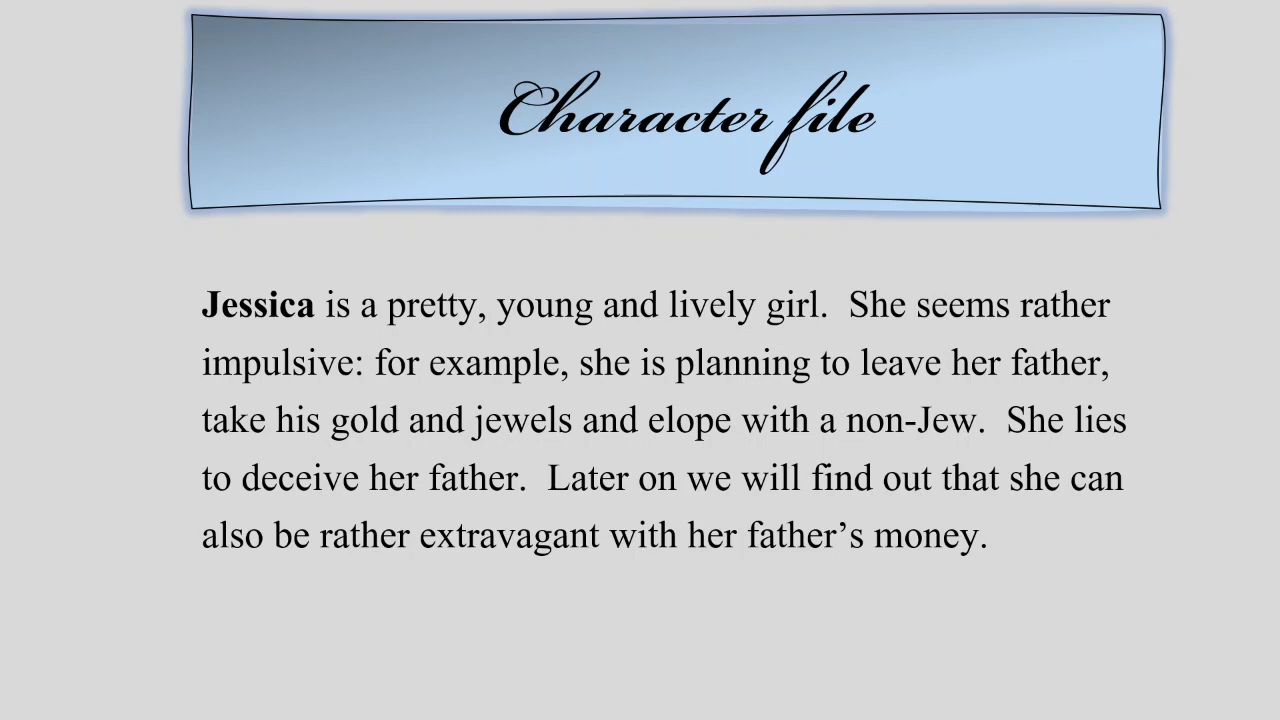 Character file
Jessica is a pretty, young and lively girl.  She seems rather
impulsive: for example, she is planning to leave her father,
take his gold and jewels and elope with a non-Jew.  She lies
to deceive her father.  Later on we will find out that she can
also be rather extravagant with her father’s money.